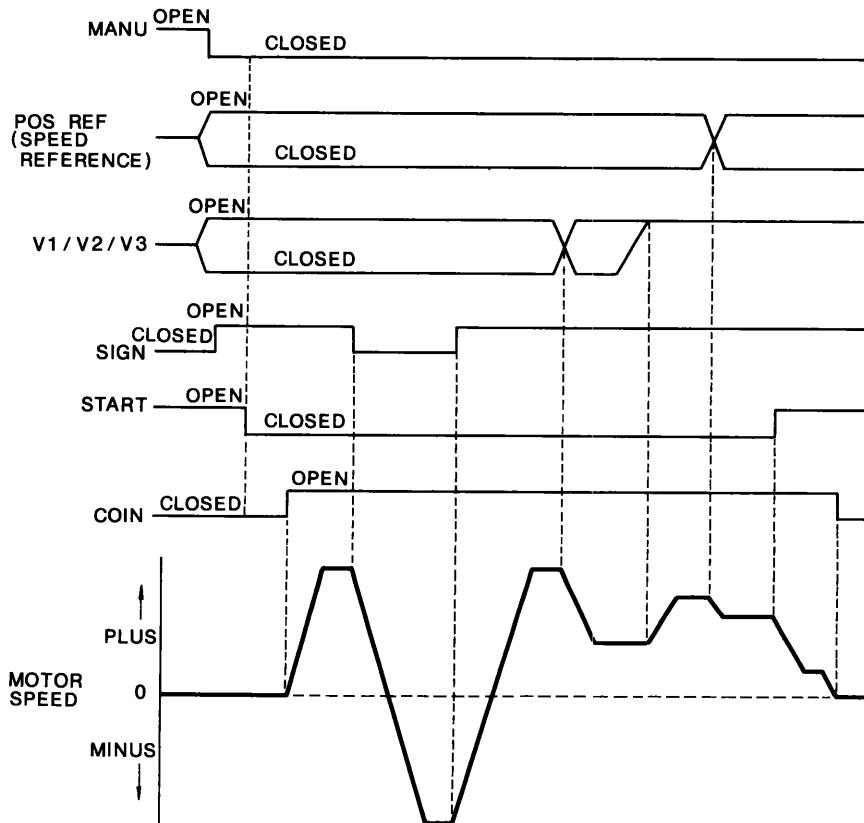 OPEN
MANU
CLOSED
OPEN
POS REF
(SPEED
REFERENCE)
CLOSED
OPEN
V1 / V2 / V3
CLOSED
OPEN
CLOSED
SIGN
OPEN
START
CLOSED
OPEN
CLOSED
COIN
PLUS
MOTOR
SPEED
0
MINUS